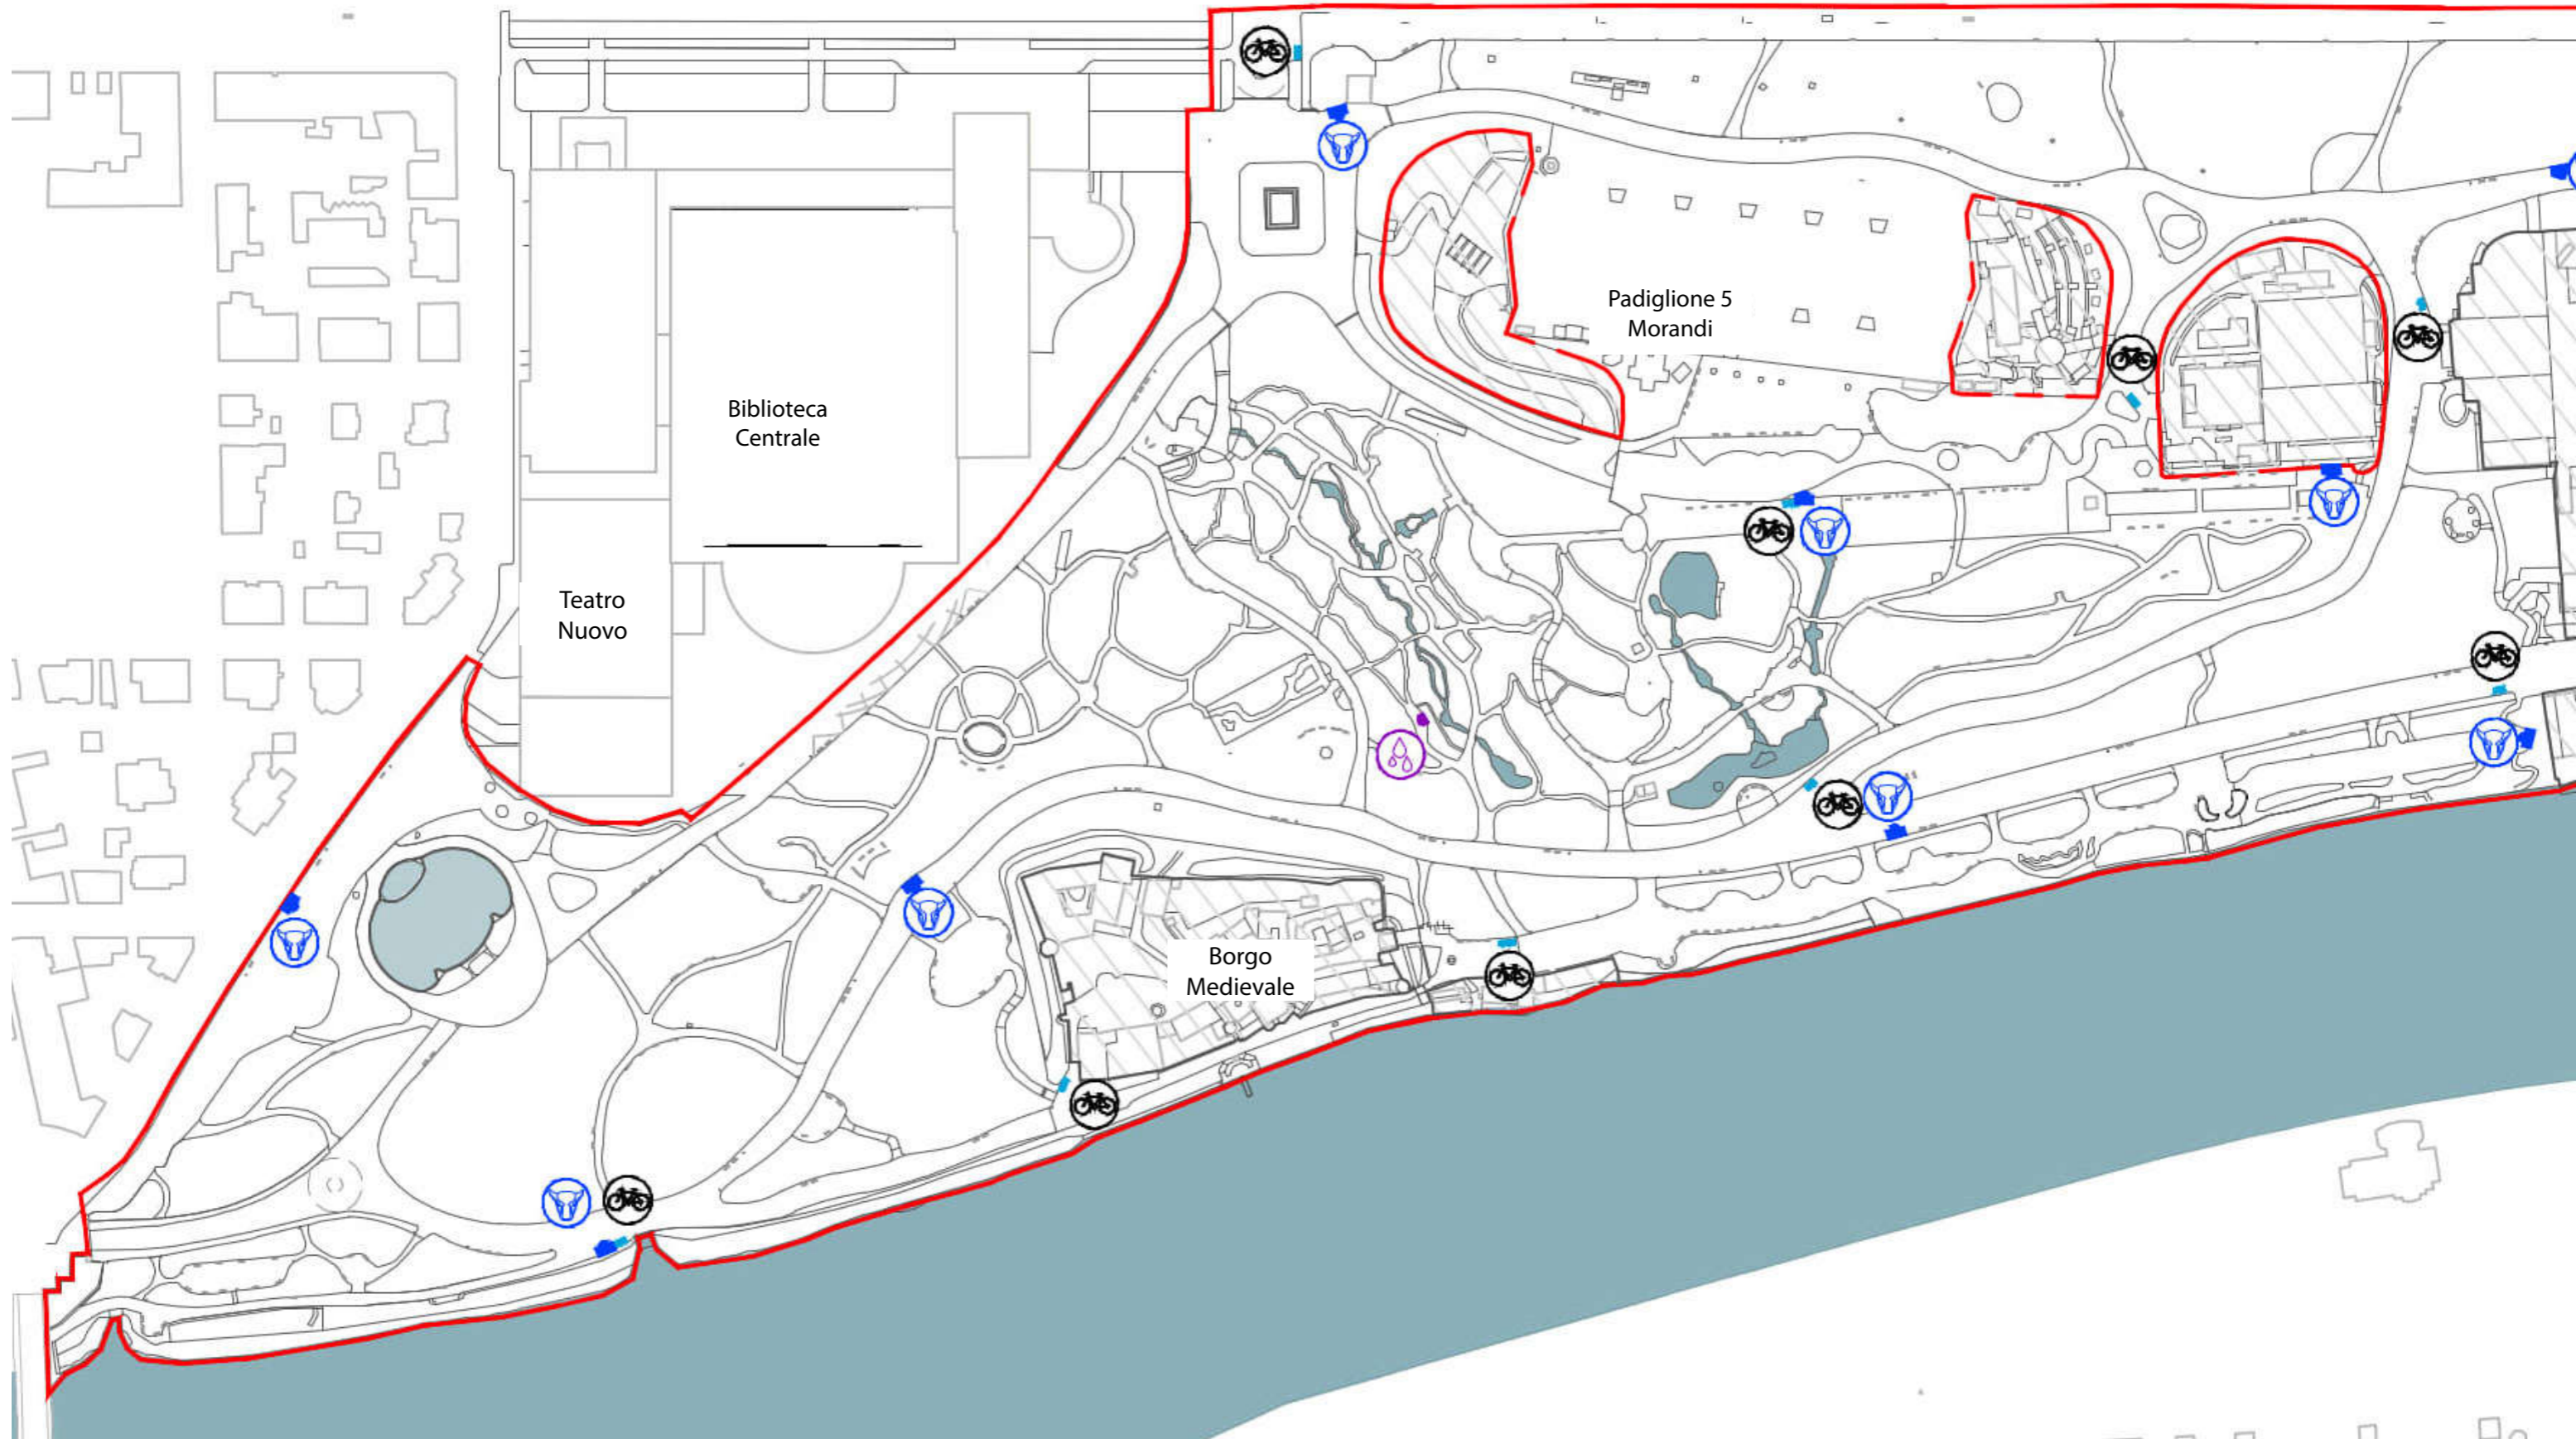 Padiglione 5
Morandi
Biblioteca
Centrale
Teatro
Nuovo
Borgo
Medievale